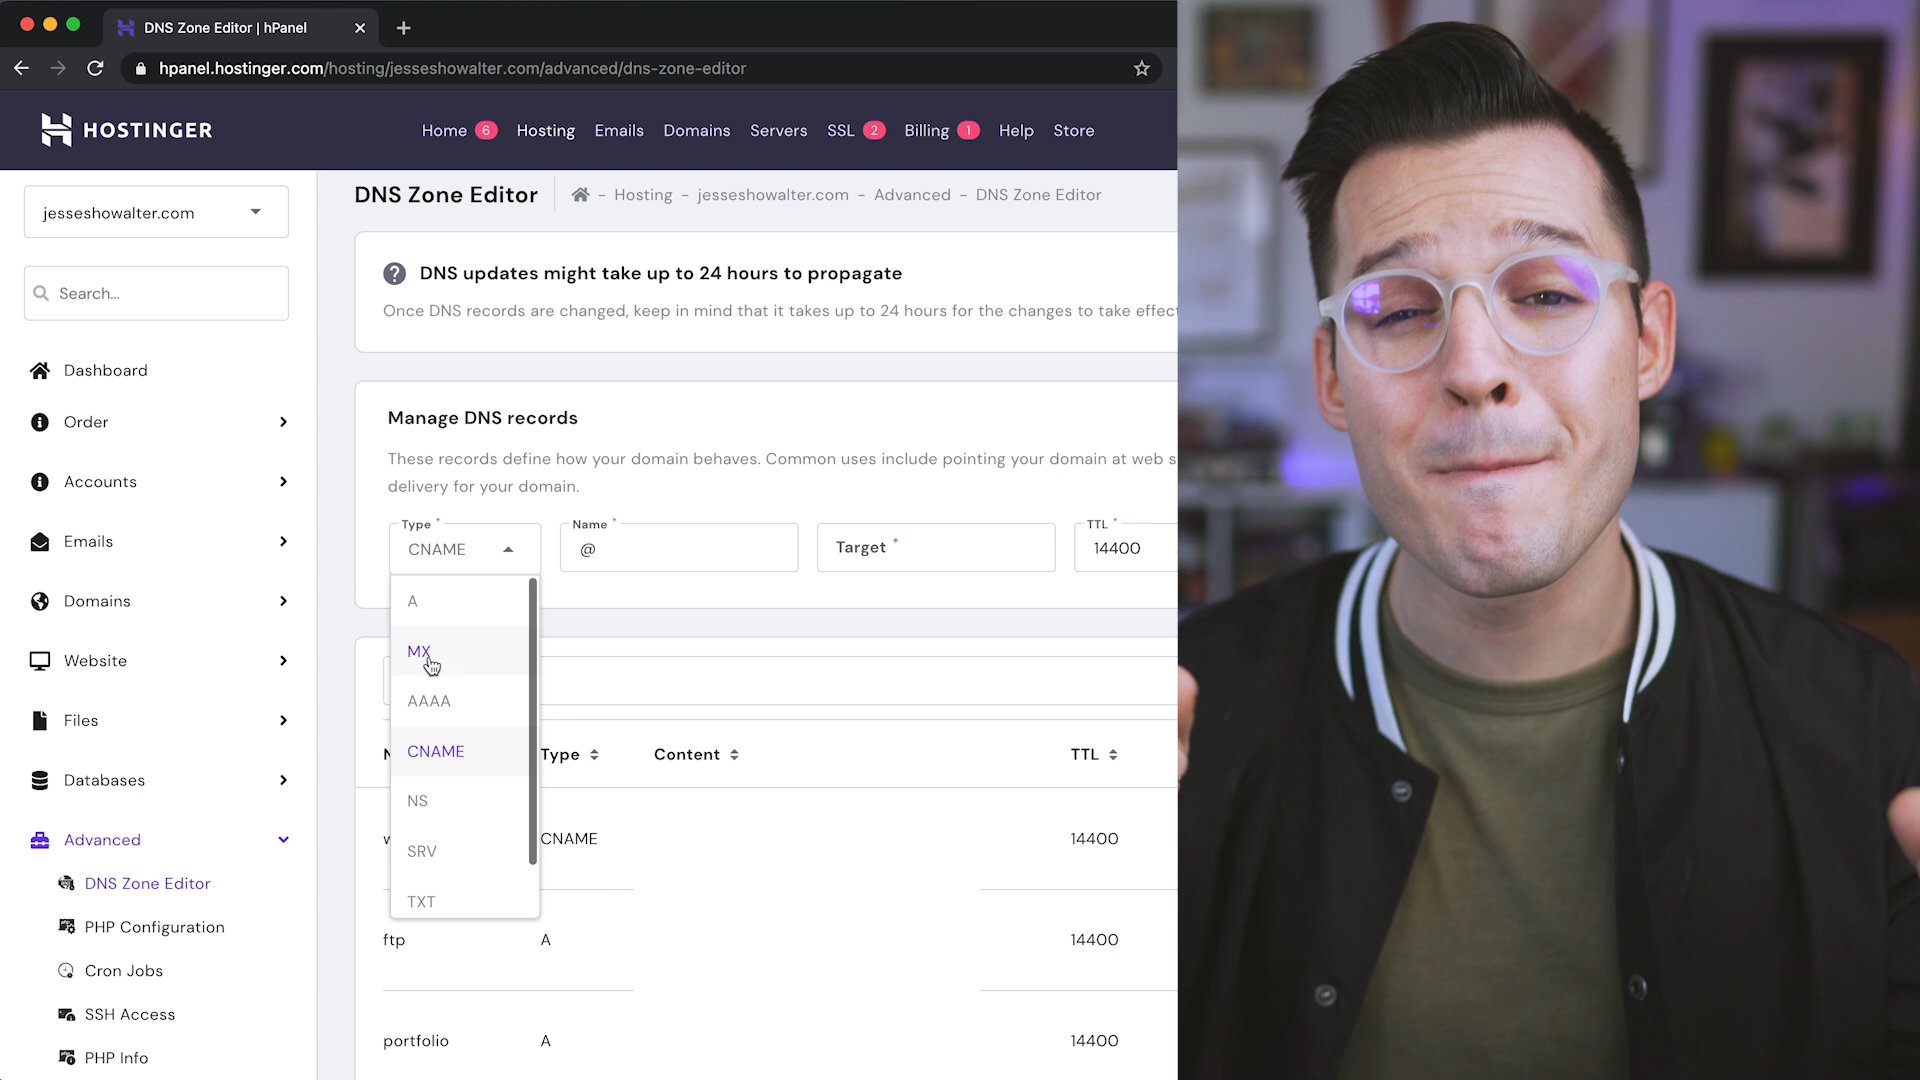 DNS Zone Editor | hPanel
hpanel.hostinger.com/hosting/jesseshowalter.com/advanced/dns-zone-editor
HOSTINGER
Home 6 Hosting Emails Domains Servers SSL 2 Billing 1 Help Store
jesseshowalter.com
Search...
Dashboard
Order
Accounts
Emails
Domains
Website
Files
Databases
Advanced
DNS Zone Editor
PHP Configuration
Cron Jobs
SSH Access
PHP Info
DNS Zone Editor
- Hosting - jesseshowalter.com - Advanced - DNS Zone Editor
? DNS updates might take up to 24 hours to propagate
Once DNS records are changed, keep in mind that it takes up to 24 hours for the changes to take effect
Manage DNS records
These records define how your domain behaves. Common uses include pointing your domain at web s
delivery for your domain.
Type * Name * TTL *
CNAME @ Target * 14400
A
MX
AAAA
CNAME
NS
SRV
TXT
N Type Content TTL
w CNAME 14400
ftp A 14400
portfolio A 14400